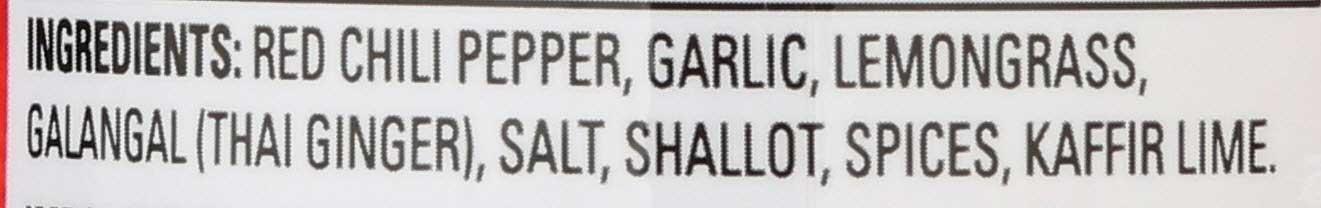 INGREDIENTS: RED CHILI PEPPER, GARLIC, LEMONGRASS,
GALANGAL (THAI GINGER), SALT, SHALLOT, SPICES, KAFFIR LIME.